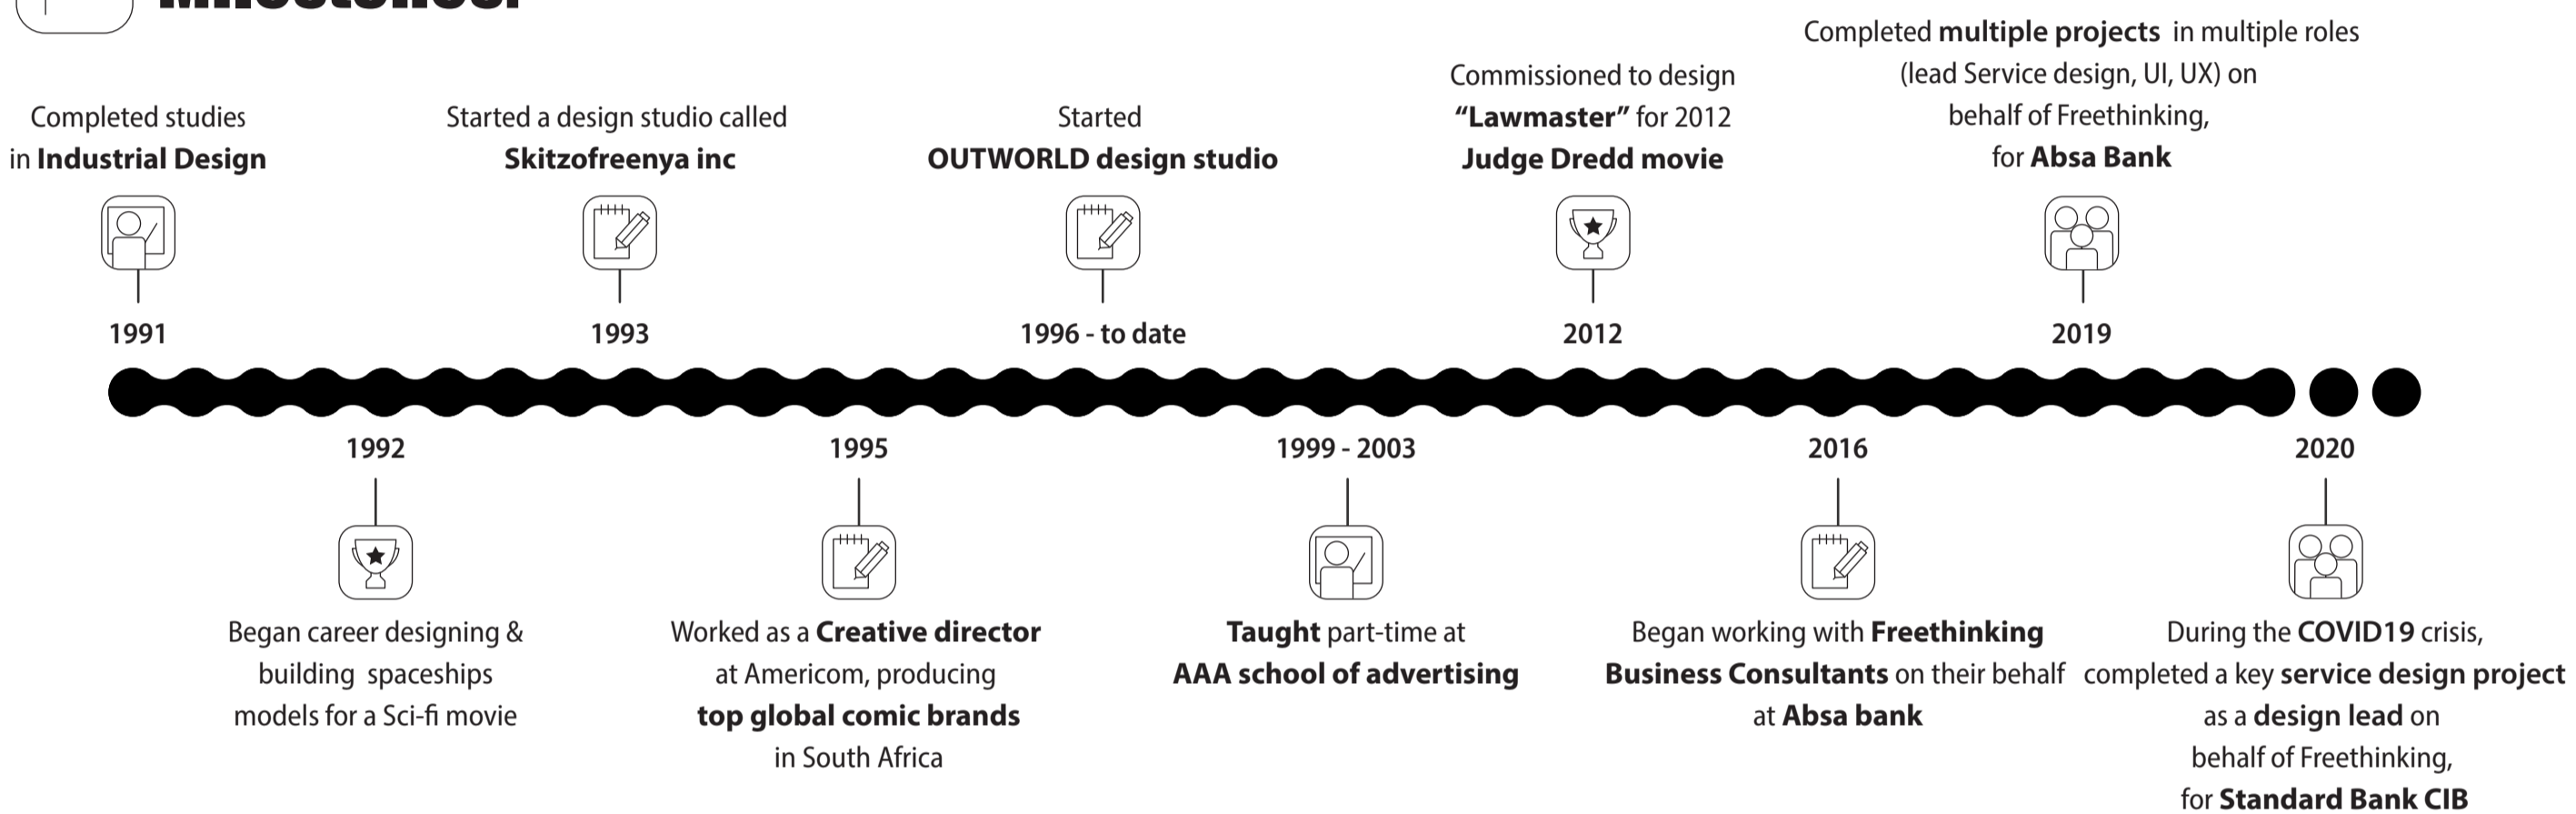 Milestones.
Completed studies
in Industrial Design
1991
1992
Began career designing &
building spaceships
models for a Sci-fi movie
Started a design studio called
Skitzofreenya inc
1993
1995
Worked as a Creative director
at Americom, producing
top global comic brands
in South Africa
Started
OUTWORLD design studio
1996 - to date
1999 - 2003
Taught part-time at
AAA school of advertising
Commissioned to design
“Lawmaster” for 2012
Judge Dredd movie
2012
2016
Began working with Freethinking
Business Consultants on their behalf
at Absa bank
Completed multiple projects in multiple roles
(lead Service design, UI, UX) on
behalf of Freethinking,
for Absa Bank
2019
2020
During the COVID19 crisis,
completed a key service design project
as a design lead on
behalf of Freethinking,
for Standard Bank CIB